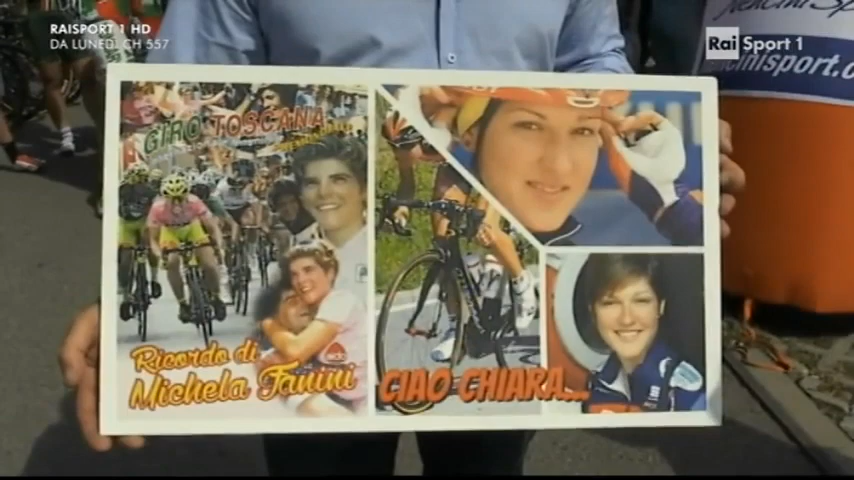 RAISPORT 1 HD
DA LUNEDì CH 557
Rai Sport 1
GIRO TOSCANA
Ricordo di
Michela Fanini
CIAO CHIARA...